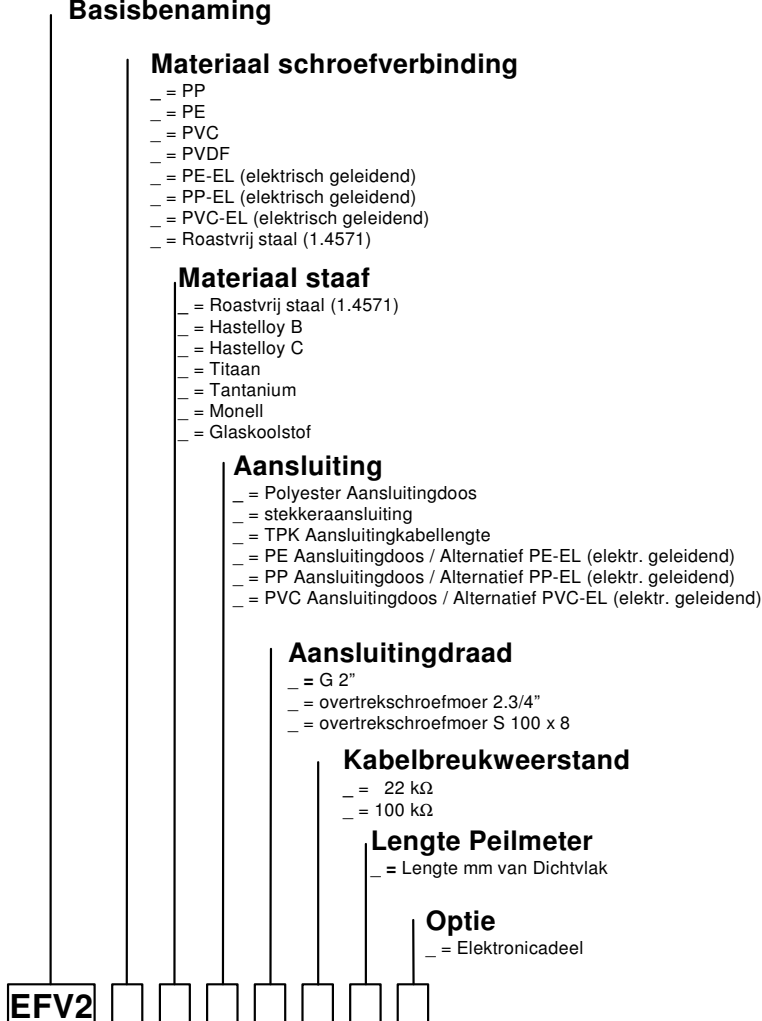 Basisbenaming
Materiaal schroefverbinding
_ = PP
_ = PE
_ = PVC
_ = PVDF
_ = PE-EL (elektrisch geleidend)
_ = PP-EL (elektrisch geleidend)
_ = PVC-EL (elektrisch geleidend)
_ = Roastvrij staal (1.4571)
Materiaal staaf
_ = Roastvrij staal (1.4571)
_ = Hastelloy B
_ = Hastelloy C
_ = Titaan
_ = Tantanium
_ = Monell
_ = Glaskoolstof
Aansluiting
_ = Polyester Aansluitingdoos
_ = stekkeraansluiting
_ = TPK Aansluitingkabellengte
_ = PE Aansluitingdoos / Alternatief PE-EL (elektr. geleidend)
_ = PP Aansluitingdoos / Alternatief PP-EL (elektr. geleidend)
_ = PVC Aansluitingdoos / Alternatief PVC-EL (elektr. geleidend)
Aansluitingdraad
_ = G 2”
_ = overtrekschroefmoer 2.3/4”
_ = overtrekschroefmoer S 100 x 8
Kabelbreukweerstand
_ = 22 kΩ
_ = 100 kΩ
Lengte Peilmeter
_ = Lengte mm van Dichtvlak
Optie
_ = Elektronicadeel
EFV2